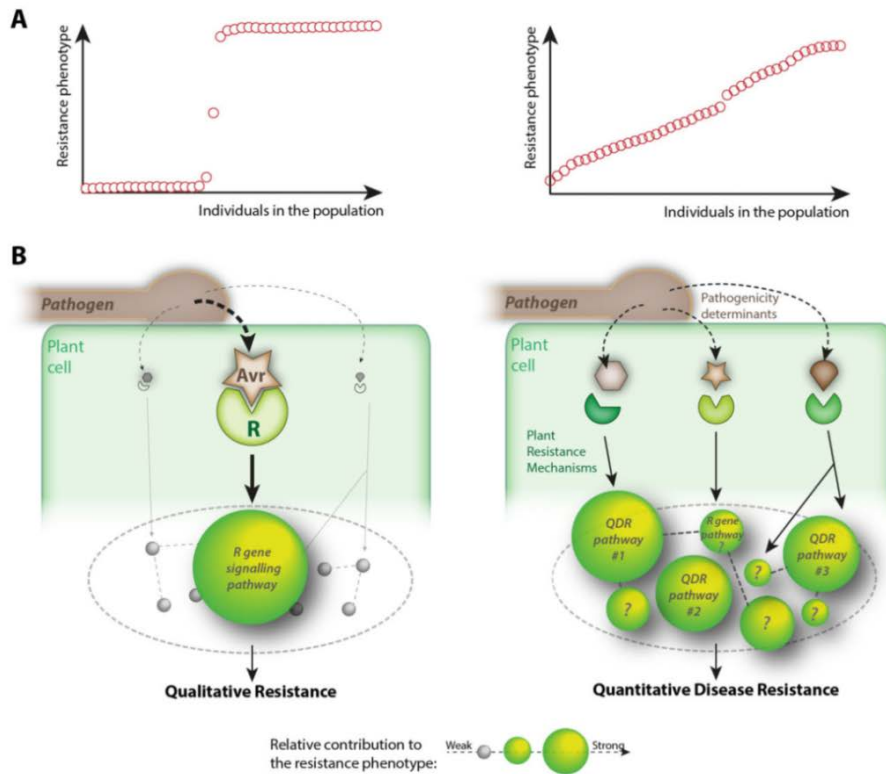 A
Resistance phenotype
Individuals in the population
Resistance phenotype
Individuals in the population
B
Pathogen
Plant
cell
Avr
R
R gene
signalling
pathway
Qualitative Resistance
Pathogen
Pathogenicity
determinants
Plant
cell
Plant
Resistance
Mechanisms
QDR
pathway
#1
R gene
pathway
?
QDR
pathway
#2
?
QDR
pathway
#3
?
?
?
Quantitative Disease Resistance
Relative contribution to
the resistance phenotype:
Weak
Strong